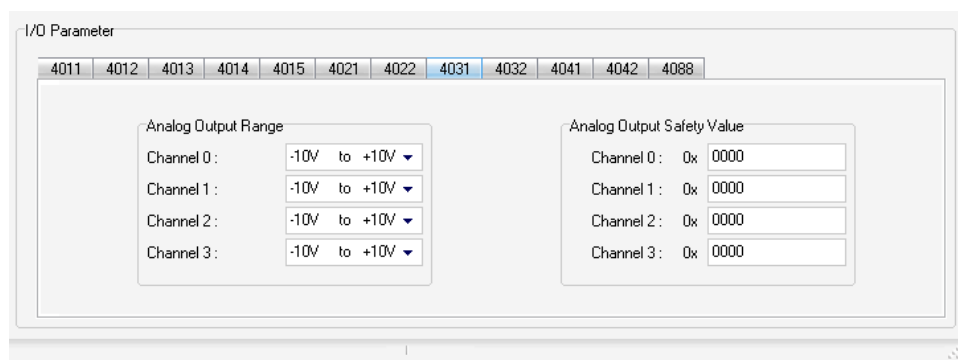 I/O Parameter
4011 4012 4013 4014 4015 4021 4022 4031 4032 4041 4042 4088
Analog Output Range
Channel 0 : -10V to +10V
Channel 1 : -10V to +10V
Channel 2 : -10V to +10V
Channel 3 : -10V to +10V
Analog Output Safety Value
Channel 0 : 0x 0000
Channel 1 : 0x 0000
Channel 2 : 0x 0000
Channel 3 : 0x 0000